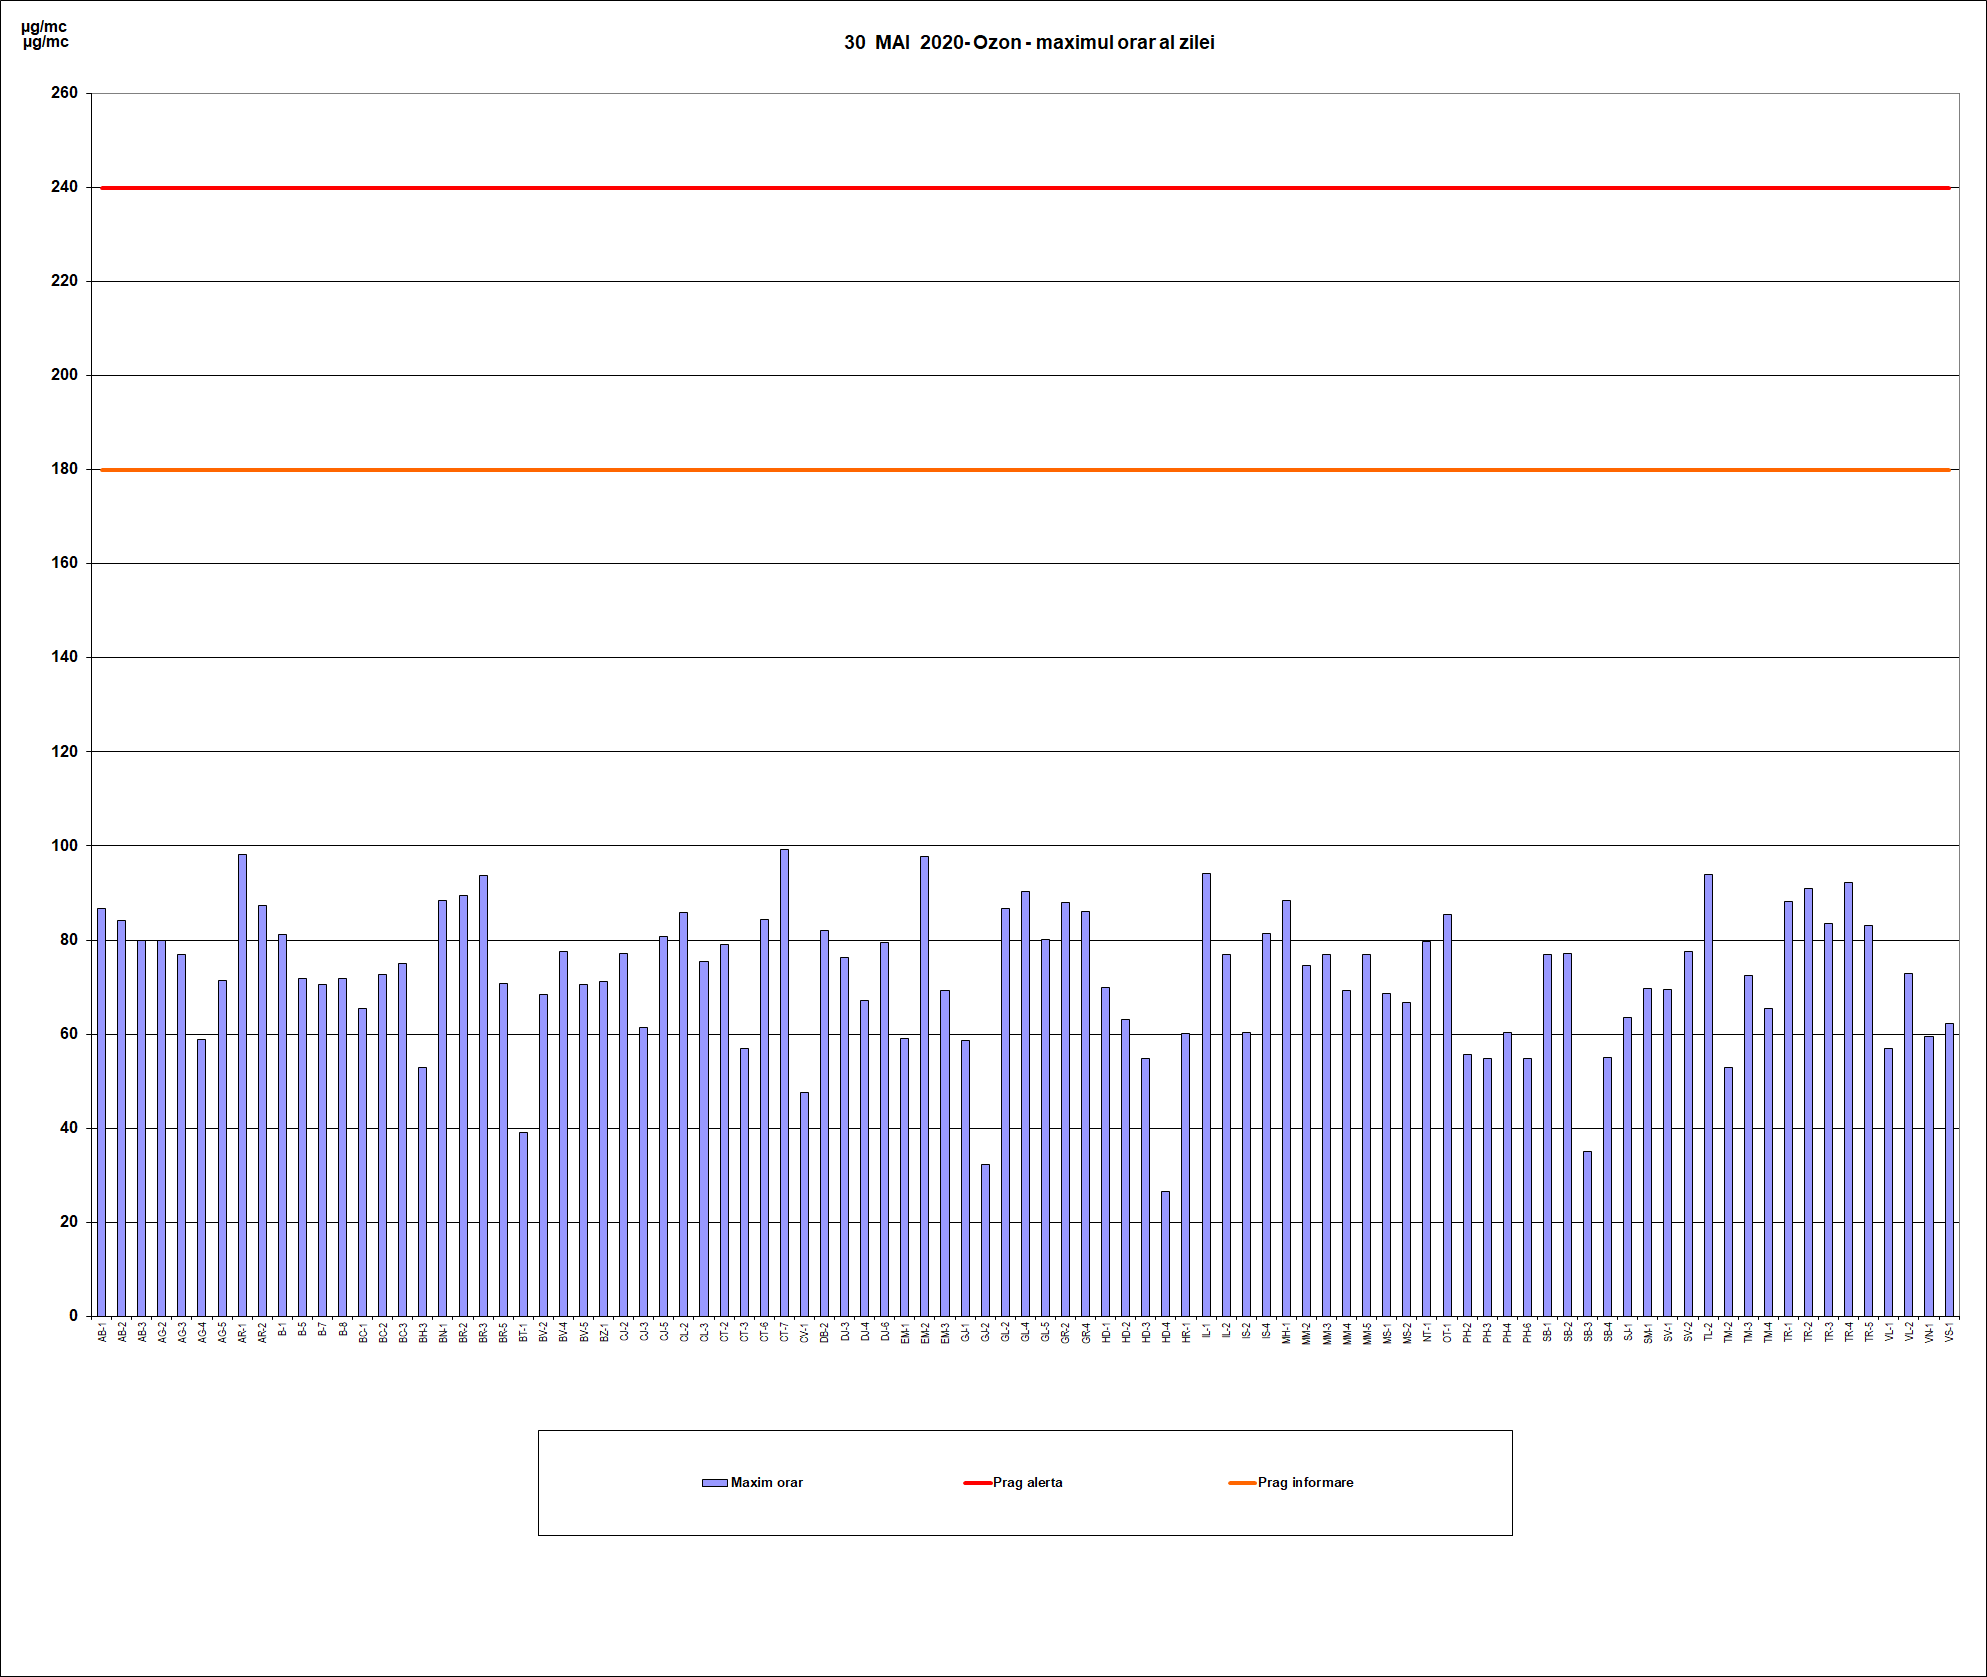 µg/mc
µg/mc
30 MAI 2020- Ozon - maximul orar al zilei
260
240
220
200
180
160
140
120
100
80
60
40
20
0
AB-1 AB-2 AB-3 AG-2 AG-3 AG-4 AG-5 AR-1 AR-2 B-1 B-5 B-7 B-8 BC-1 BC-2 BC-3 BH-3 BN-1 BR-2 BR-3 BR-5 BT-1 BV-2 BV-4 BV-5 BZ-1 CJ-2 CJ-3 CJ-5 CL-2 CL-3 CT-2 CT-3 CT-6 CT-7 CV-1 DB-2 DJ-3 DJ-4 DJ-6 EM-1 EM-2 EM-3 GJ-1 GJ-2 GL-2 GL-4 GL-5 GR-2 GR-4 HD-1 HD-2 HD-3 HD-4 HR-1 IL-1 IL-2 IS-2 IS-4 MH-1 MM-2 MM-3 MM-4 MM-5 MS-1 MS-2 NT-1 OT-1 PH-2 PH-3 PH-4 PH-6 SB-1 SB-2 SB-3 SB-4 SJ-1 SM-1 SV-1 SV-2 TL-2 TM-2 TM-3 TM-4 TR-1 TR-2 TR-3 TR-4 TR-5 VL-1 VL-2 VN-1 VS-1
Maxim orar Prag alerta Prag informare